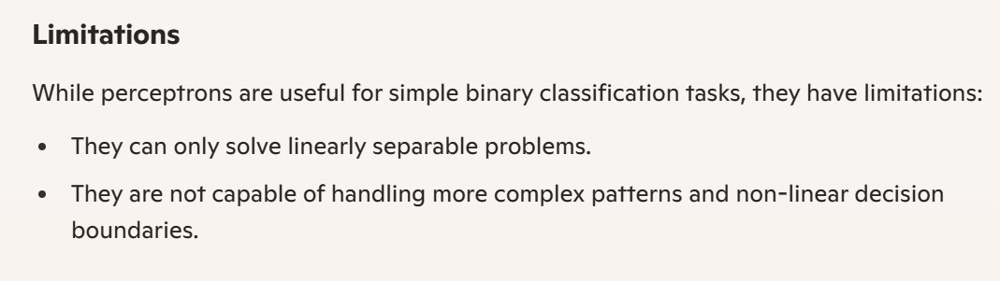 Limitations
While perceptrons are useful for simple binary classification tasks, they have limitations:
• They can only solve linearly separable problems.
• They are not capable of handling more complex patterns and non-linear decision
boundaries.